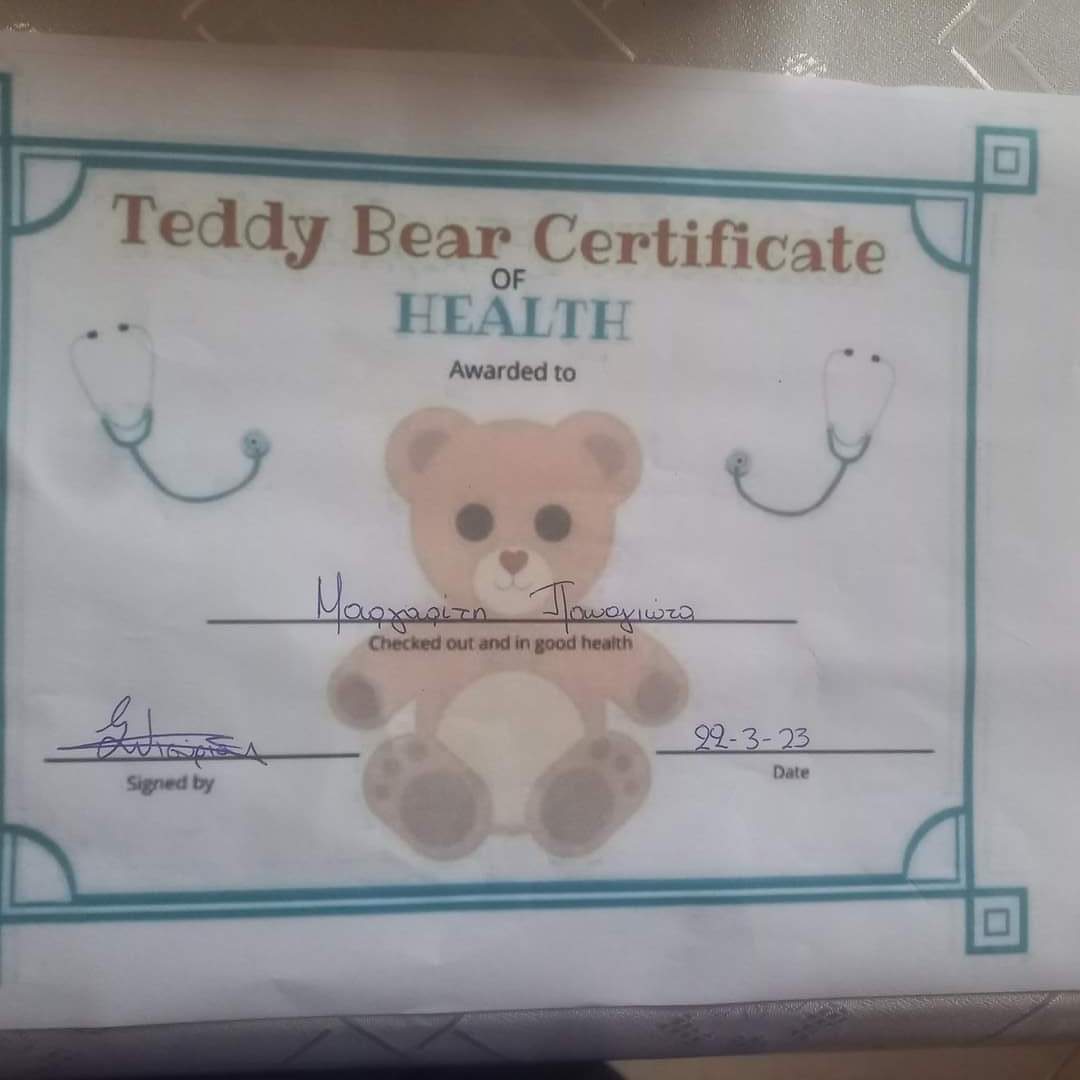 Teddy Bear Certificate
OF
HEALTH
Awarded to
Μαργαρίτη Παναγιώτα
Checked out and in good health
22-3-23
Signed by
Date